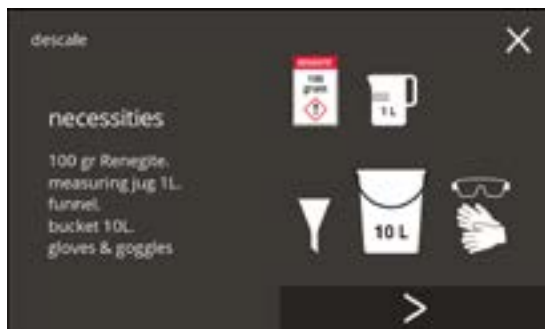 descale
necessities
100 gr Renegite.
measuring jug 1L.
funnel.
bucket 10L.
gloves & goggles
100
gram
1 L
10 L